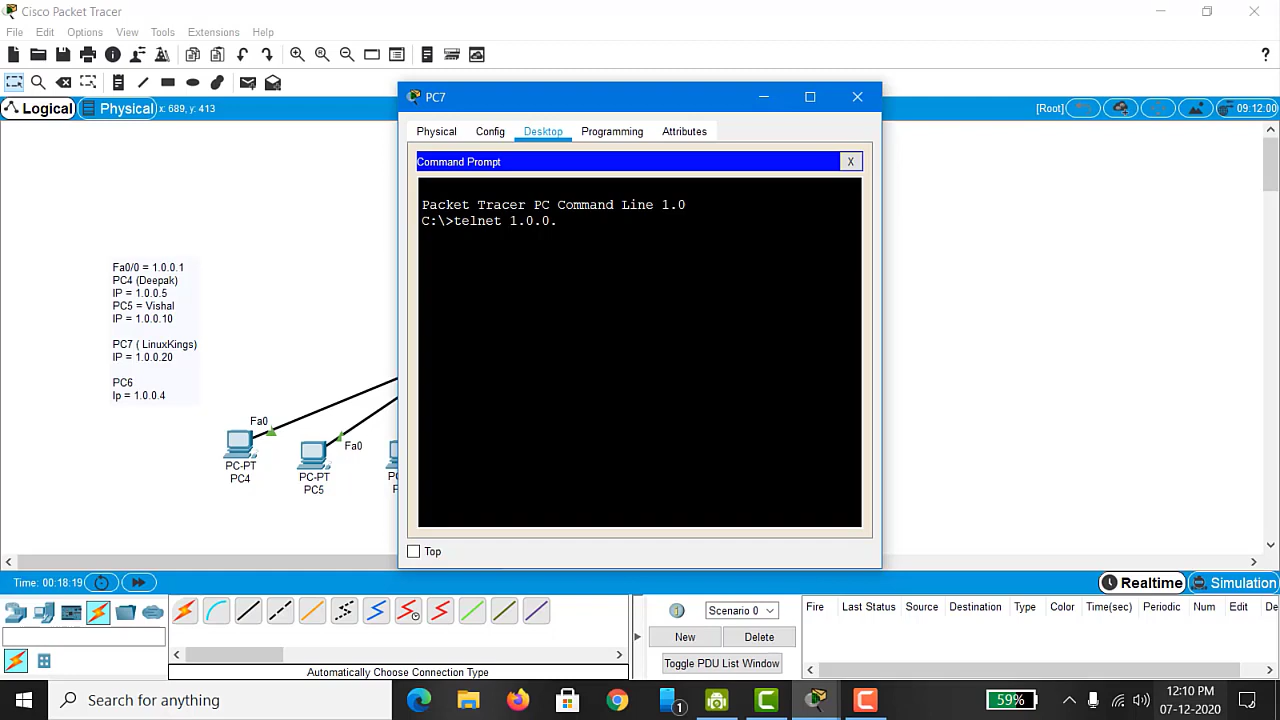 Cisco Packet Tracer
File Edit Options View Tools Extensions Help
?
Logical Physical x: 689, y: 413 [Root] 09:12:00
PC7
Physical Config Desktop Programming Attributes
Command Prompt X
Packet Tracer PC Command Line 1.0
C:\>telnet 1.0.0.
Fa0/0 = 1.0.0.1
PC4 (Deepak)
IP = 1.0.0.5
PC5 = Vishal
IP = 1.0.0.10
PC7 ( LinuxKings)
IP = 1.0.0.20
PC6
Ip = 1.0.0.4
Fa0
Fa0
PC-PT
PC4
PC-PT
PC5
Top
Time: 00:18:19 Realtime Simulation
Scenario 0
New Delete
Toggle PDU List Window
Fire Last Status Source Destination Type Color Time(sec) Periodic Num Edit De
Automatically Choose Connection Type
Search for anything
1
59%
12:10 PM
07-12-2020